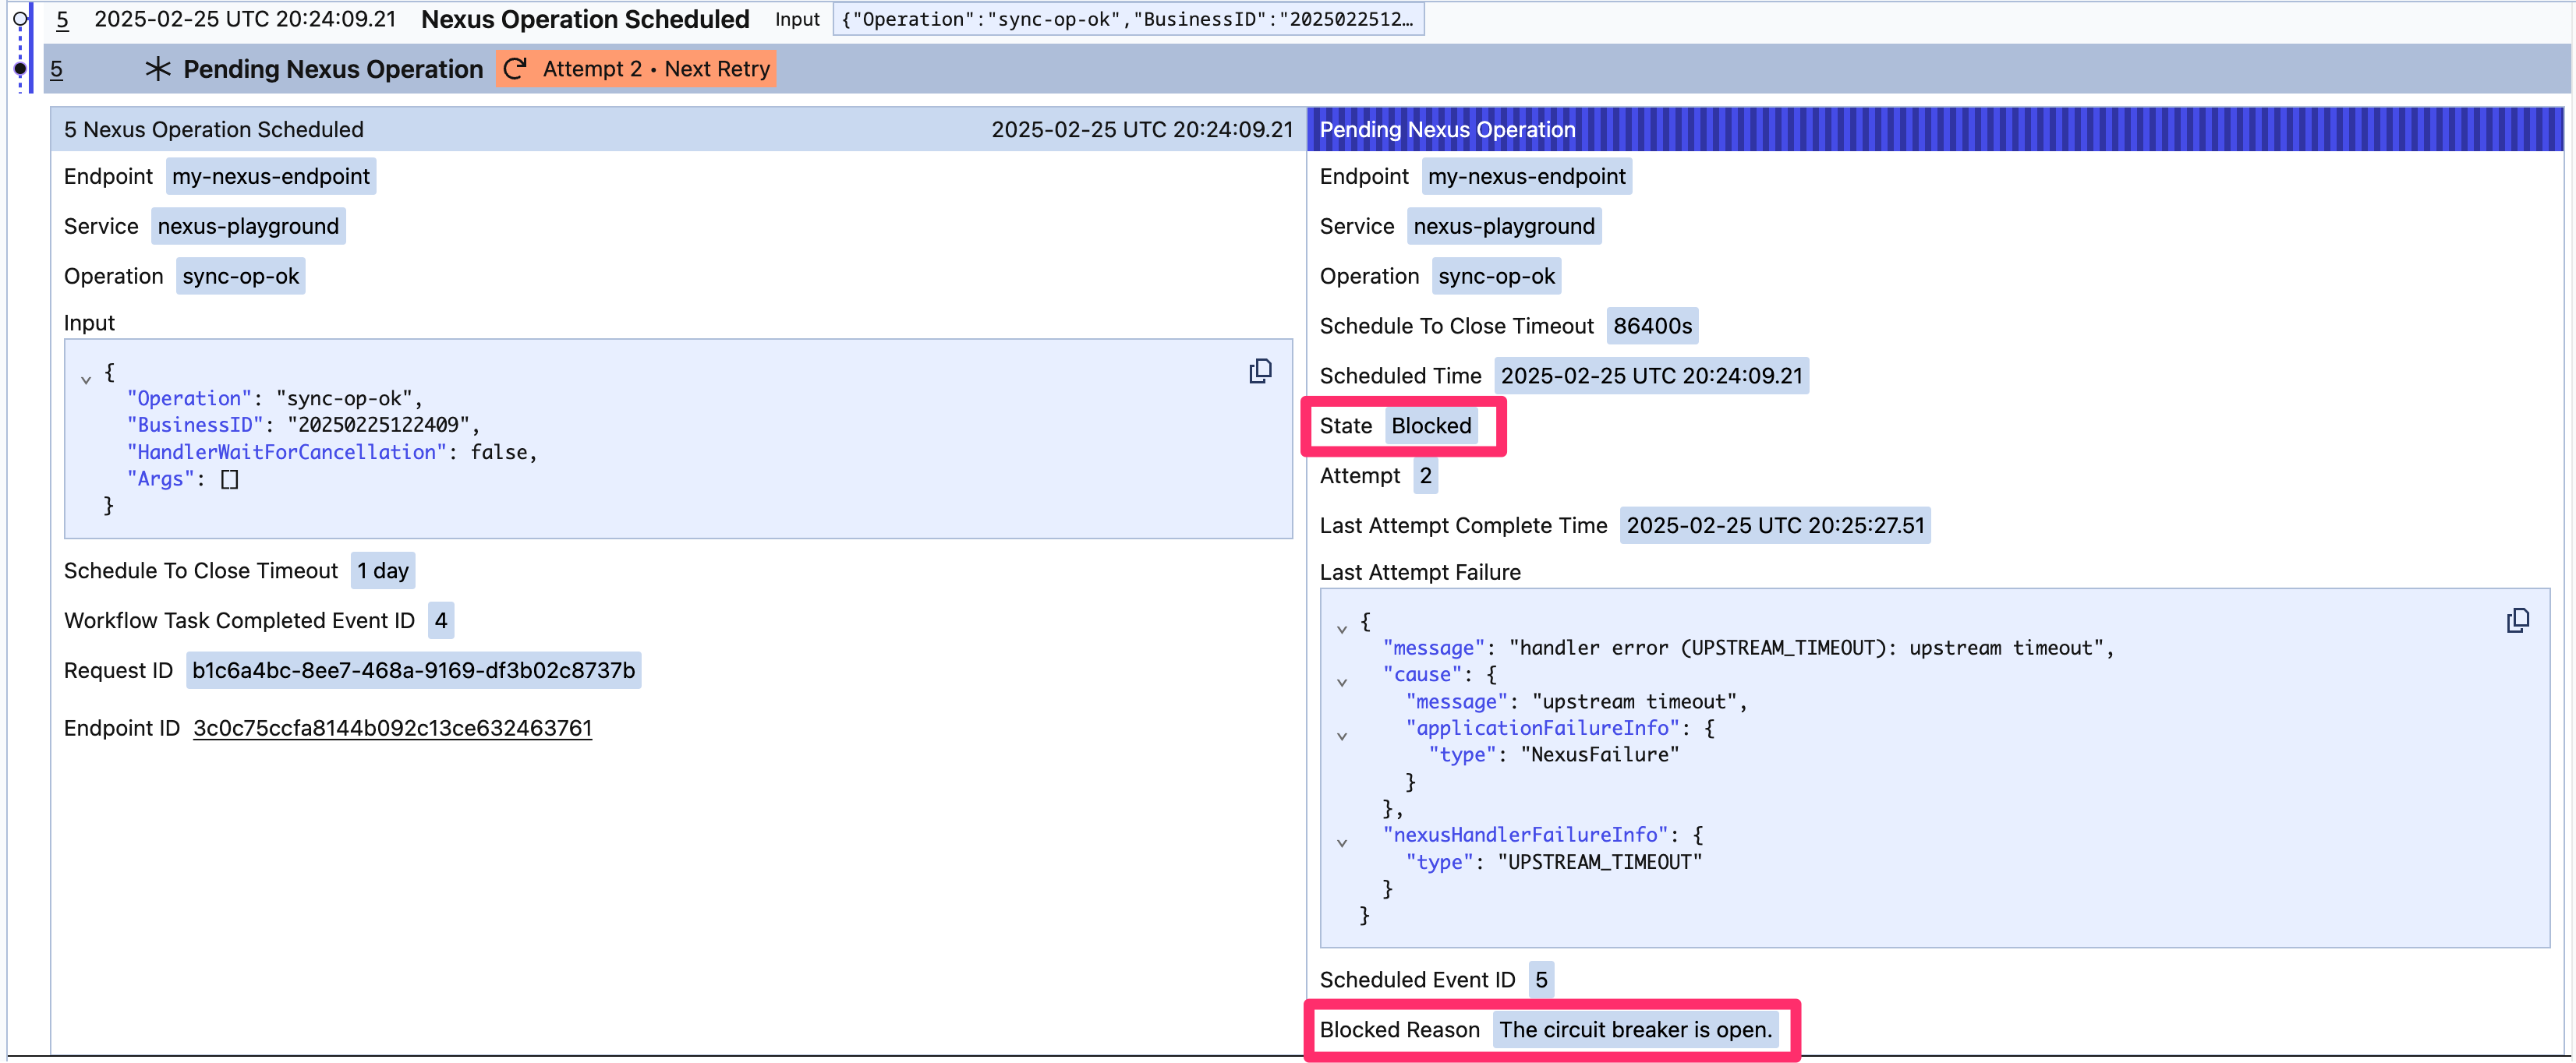 5 2025-02-25 UTC 20:24:09.21 Nexus Operation Scheduled Input {"Operation":"sync-op-ok","BusinessID":"2025022512…
5 Pending Nexus Operation Attempt 2 • Next Retry
5 Nexus Operation Scheduled 2025-02-25 UTC 20:24:09.21
Endpoint my-nexus-endpoint
Service nexus-playground
Operation sync-op-ok
Input
{
"Operation": "sync-op-ok",
"BusinessID": "20250225122409",
"HandlerWaitForCancellation": false,
"Args": []
}
Schedule To Close Timeout 1 day
Workflow Task Completed Event ID 4
Request ID b1c6a4bc-8ee7-468a-9169-df3b02c8737b
Endpoint ID 3c0c75ccfa8144b092c13ce632463761
Pending Nexus Operation
Endpoint my-nexus-endpoint
Service nexus-playground
Operation sync-op-ok
Schedule To Close Timeout 86400s
Scheduled Time 2025-02-25 UTC 20:24:09.21
State Blocked
Attempt 2
Last Attempt Complete Time 2025-02-25 UTC 20:25:27.51
Last Attempt Failure
{
"message": "handler error (UPSTREAM_TIMEOUT): upstream timeout",
"cause": {
"message": "upstream timeout",
"applicationFailureInfo": {
"type": "NexusFailure"
}
},
"nexusHandlerFailureInfo": {
"type": "UPSTREAM_TIMEOUT"
}
}
Scheduled Event ID 5
Blocked Reason The circuit breaker is open.